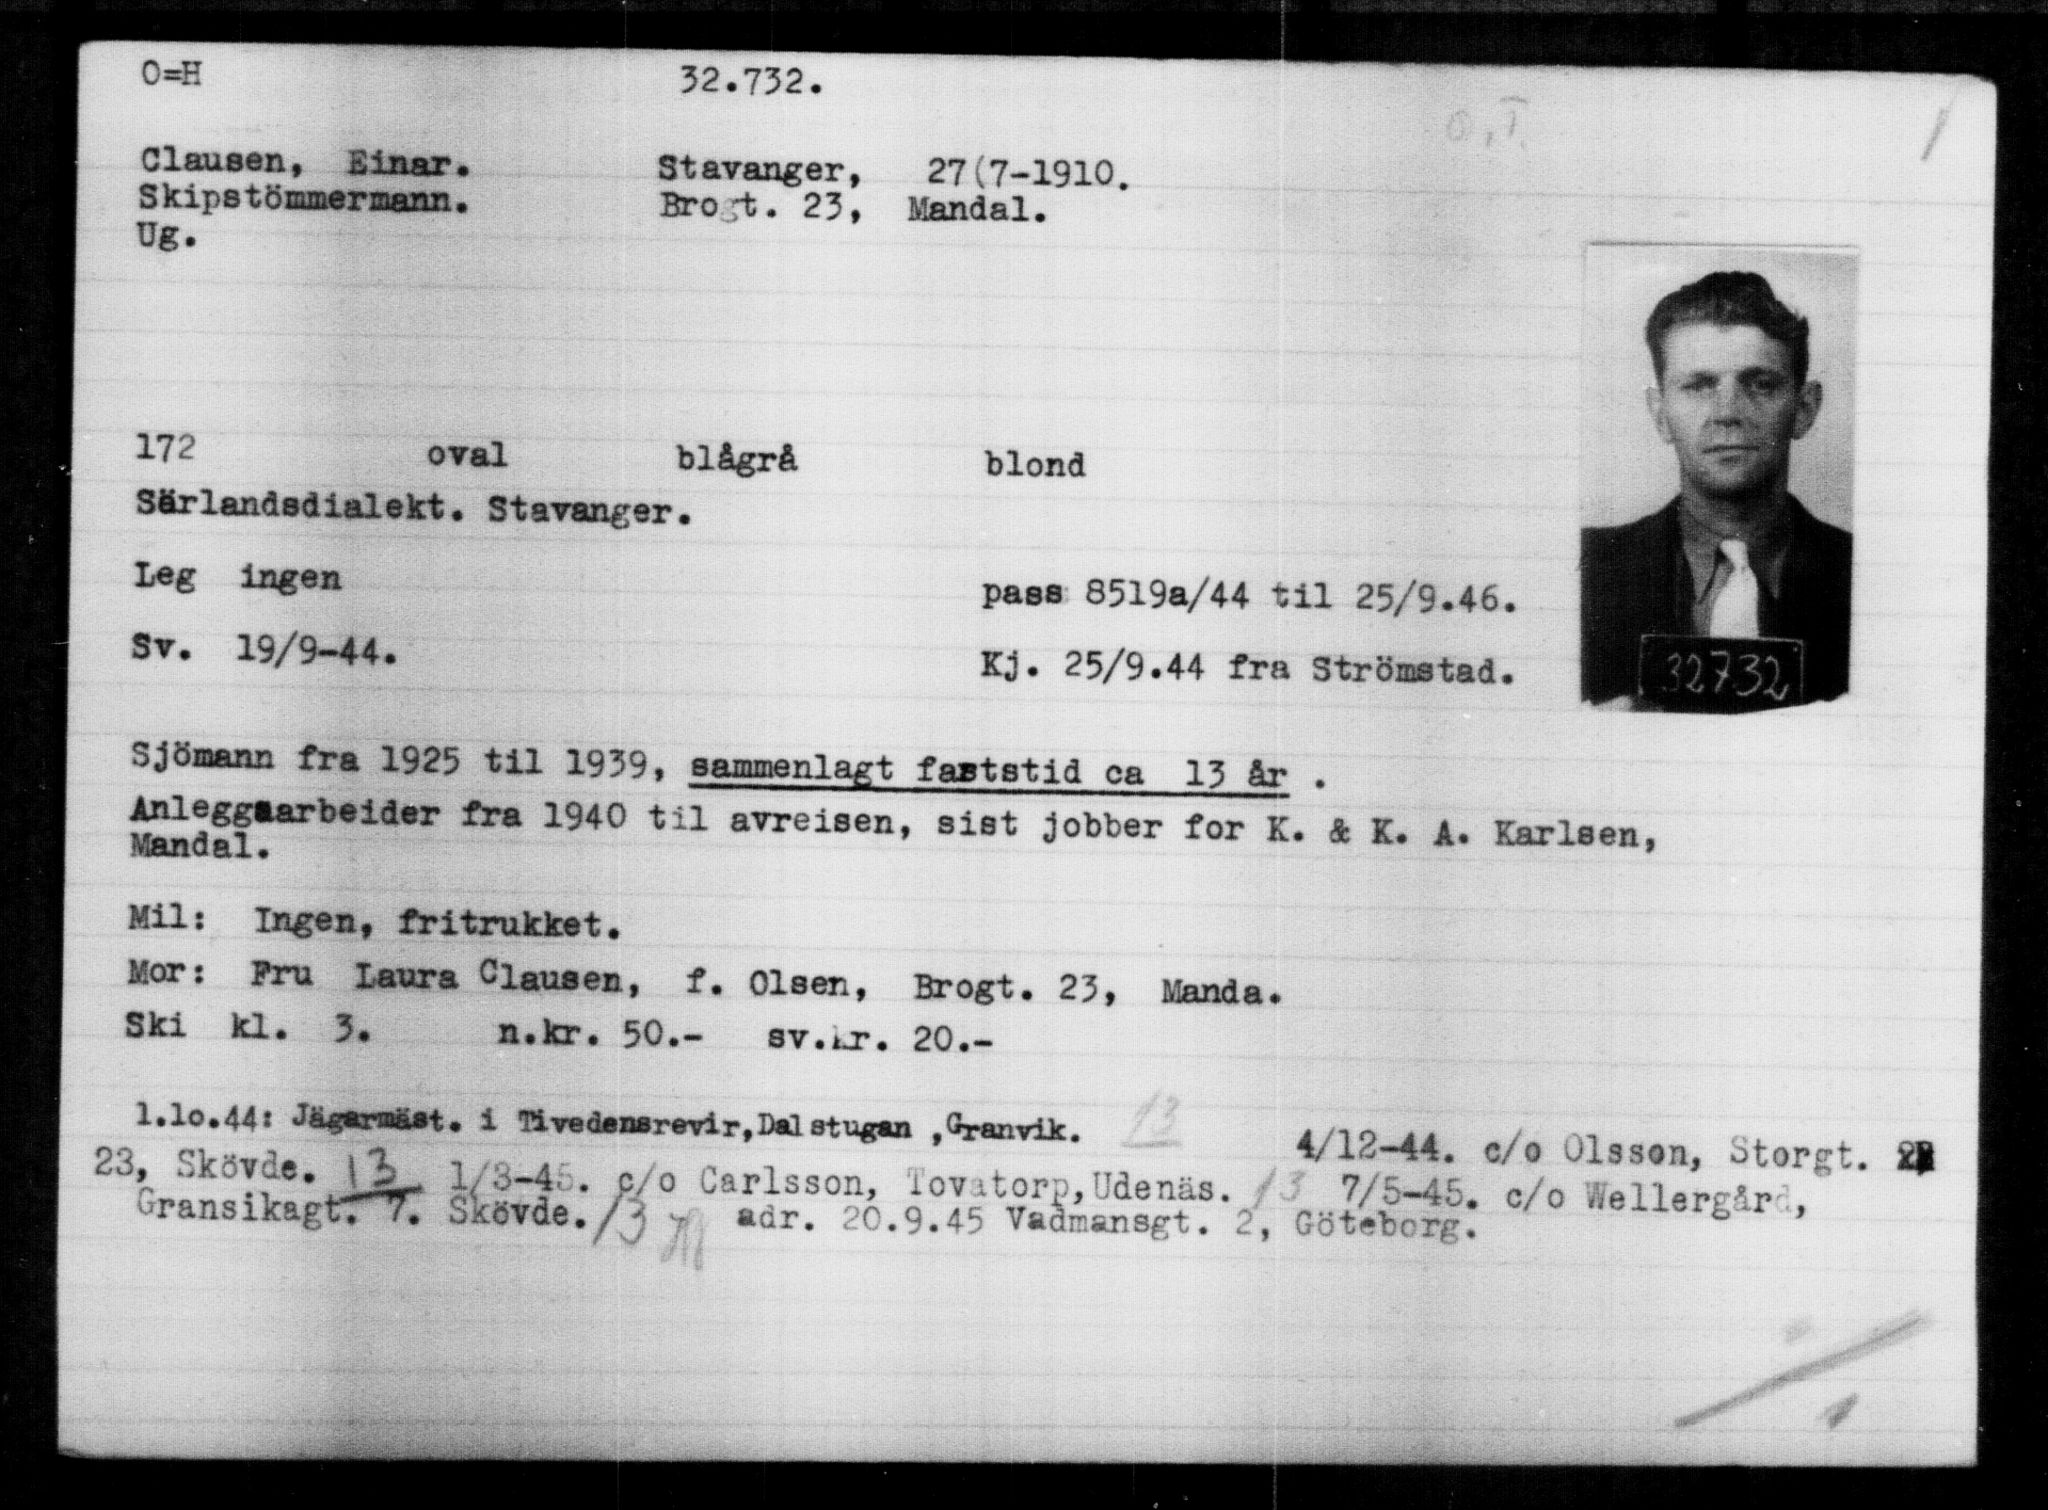 O=H 32.732.
O,T.
Clausen, Einar. Stavanger, 27(7-1910.
Skipstömmermann. Brogt. 23, Mandal.
Ug.
172 oval blågrå blond
Särlandsdialekt. Stavanger.
Leg ingen pass 8519a/44 til 25/9.46.
Sv. 19/9-44. Kj. 25/9.44 fra Strömstad.
32732
Sjömann fra 1925 til 1939, sammenlagt fartstid ca 13 år .
Anleggsarbeider fra 1940 til avreisen, sist jobber for K. & K. A. Karlsen,
Mandal.
Mil: Ingen, fritrukket.
Mor: Fru Laura Clausen, f. Olsen, Brogt. 23, Manda.
Ski kl. 3. n.kr. 50.- sv.kr. 20.-
1.10.44: Jägarmäst. i Tivedensrevir, Dalstugan ,Granvik. 13 4/12-44. c/o Olsson, Storgt.
23, Skövde. 13 1/3-45. c/o Carlsson, Tovatorp, Udenäs. 13 7/5-45. c/o Wellergård,
Gransikagt. 7. Skövde. 13 adr. 20.9.45 Vadmansgt. 2, Göteborg.